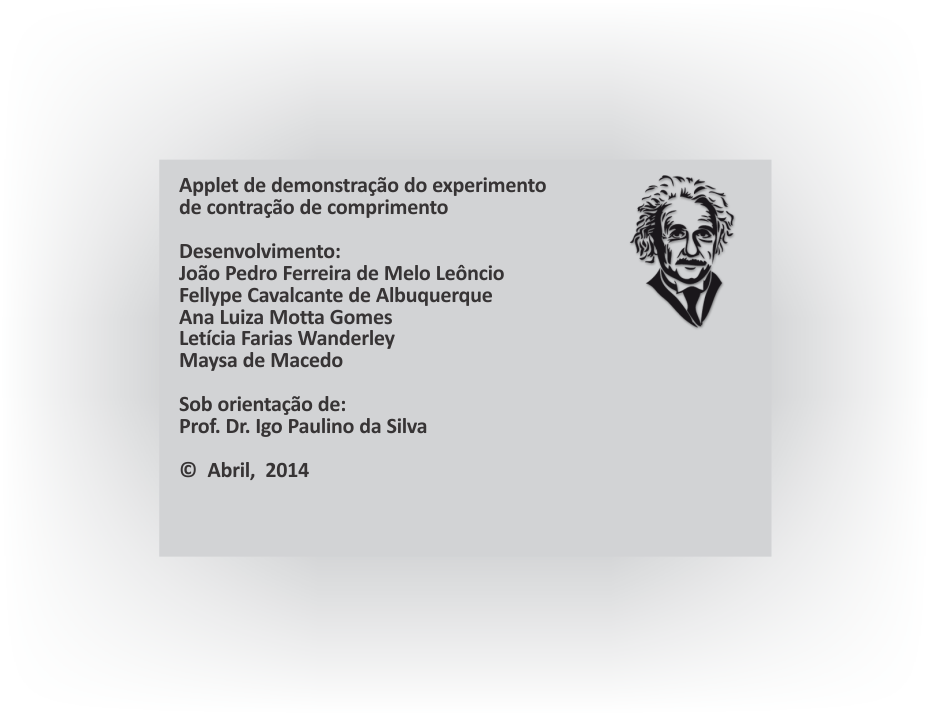 Applet de demonstração do experimento
de contração de comprimento
Desenvolvimento:
João Pedro Ferreira de Melo Leôncio
Fellype Cavalcante de Albuquerque
Ana Luiza Motta Gomes
Letícia Farias Wanderley
Maysa de Macedo
Sob orientação de:
Prof. Dr. Igo Paulino da Silva
© Abril, 2014